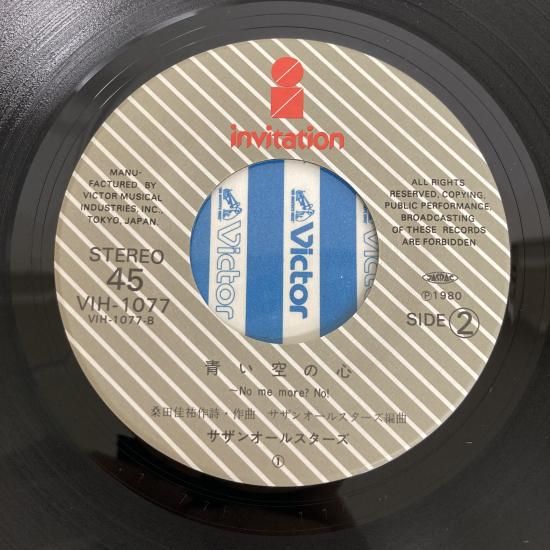 invitation
MANU-
FACTURED BY
VICTOR MUSICAL
INDUSTRIES, INC.,
TOKYO, JAPAN.
STEREO
45
VIH-1077
VIH-1077-B
ALL RIGHTS
RESERVED, COPYING,
PUBLIC PERFORMANCE,
BROADCASTING
OF THESE RECORDS
ARE FORBIDDEN
JASRAC
Ⓟ1980
SIDE ②
Victor
Victor
青い空の心
~No me more? No!
桑田佳祐作詩・作曲 サザンオールスターズ編曲
サザンオールスターズ
①